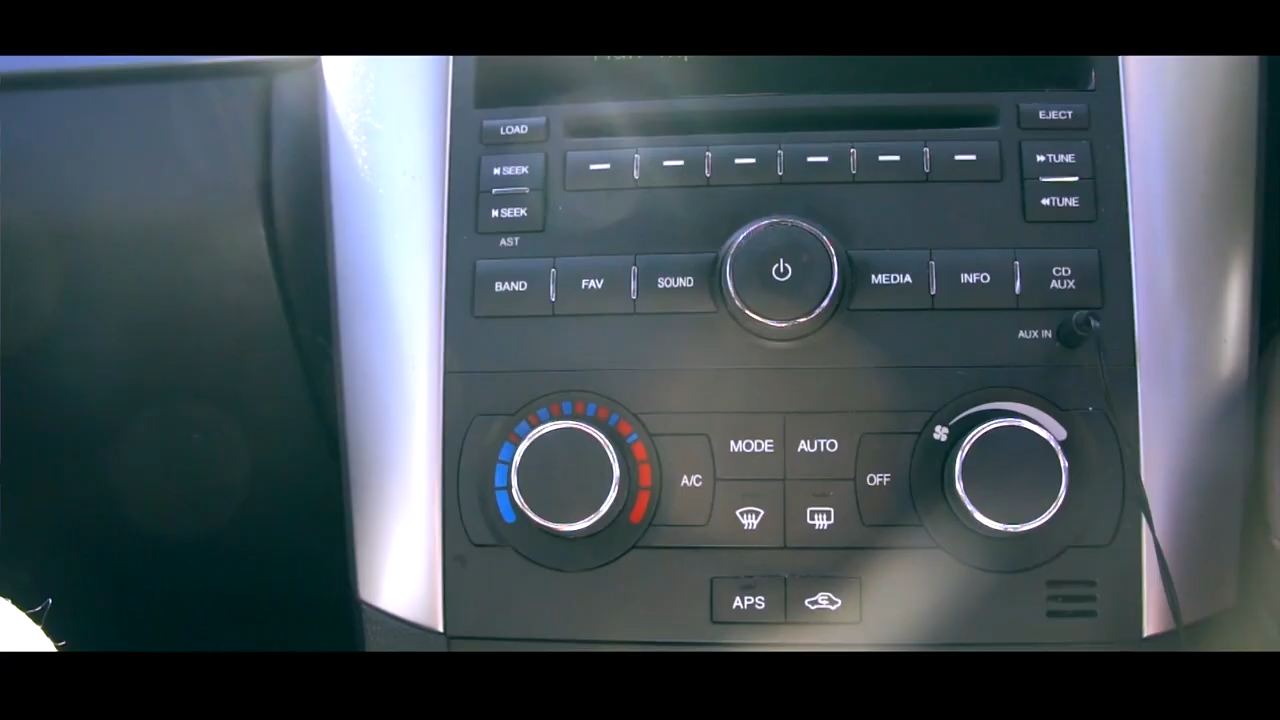 LOAD
EJECT
SEEK
TUNE
SEEK
TUNE
AST
BAND
FAV
SOUND
MEDIA
INFO
CD
AUX
AUX IN
MODE
AUTO
A/C
OFF
APS